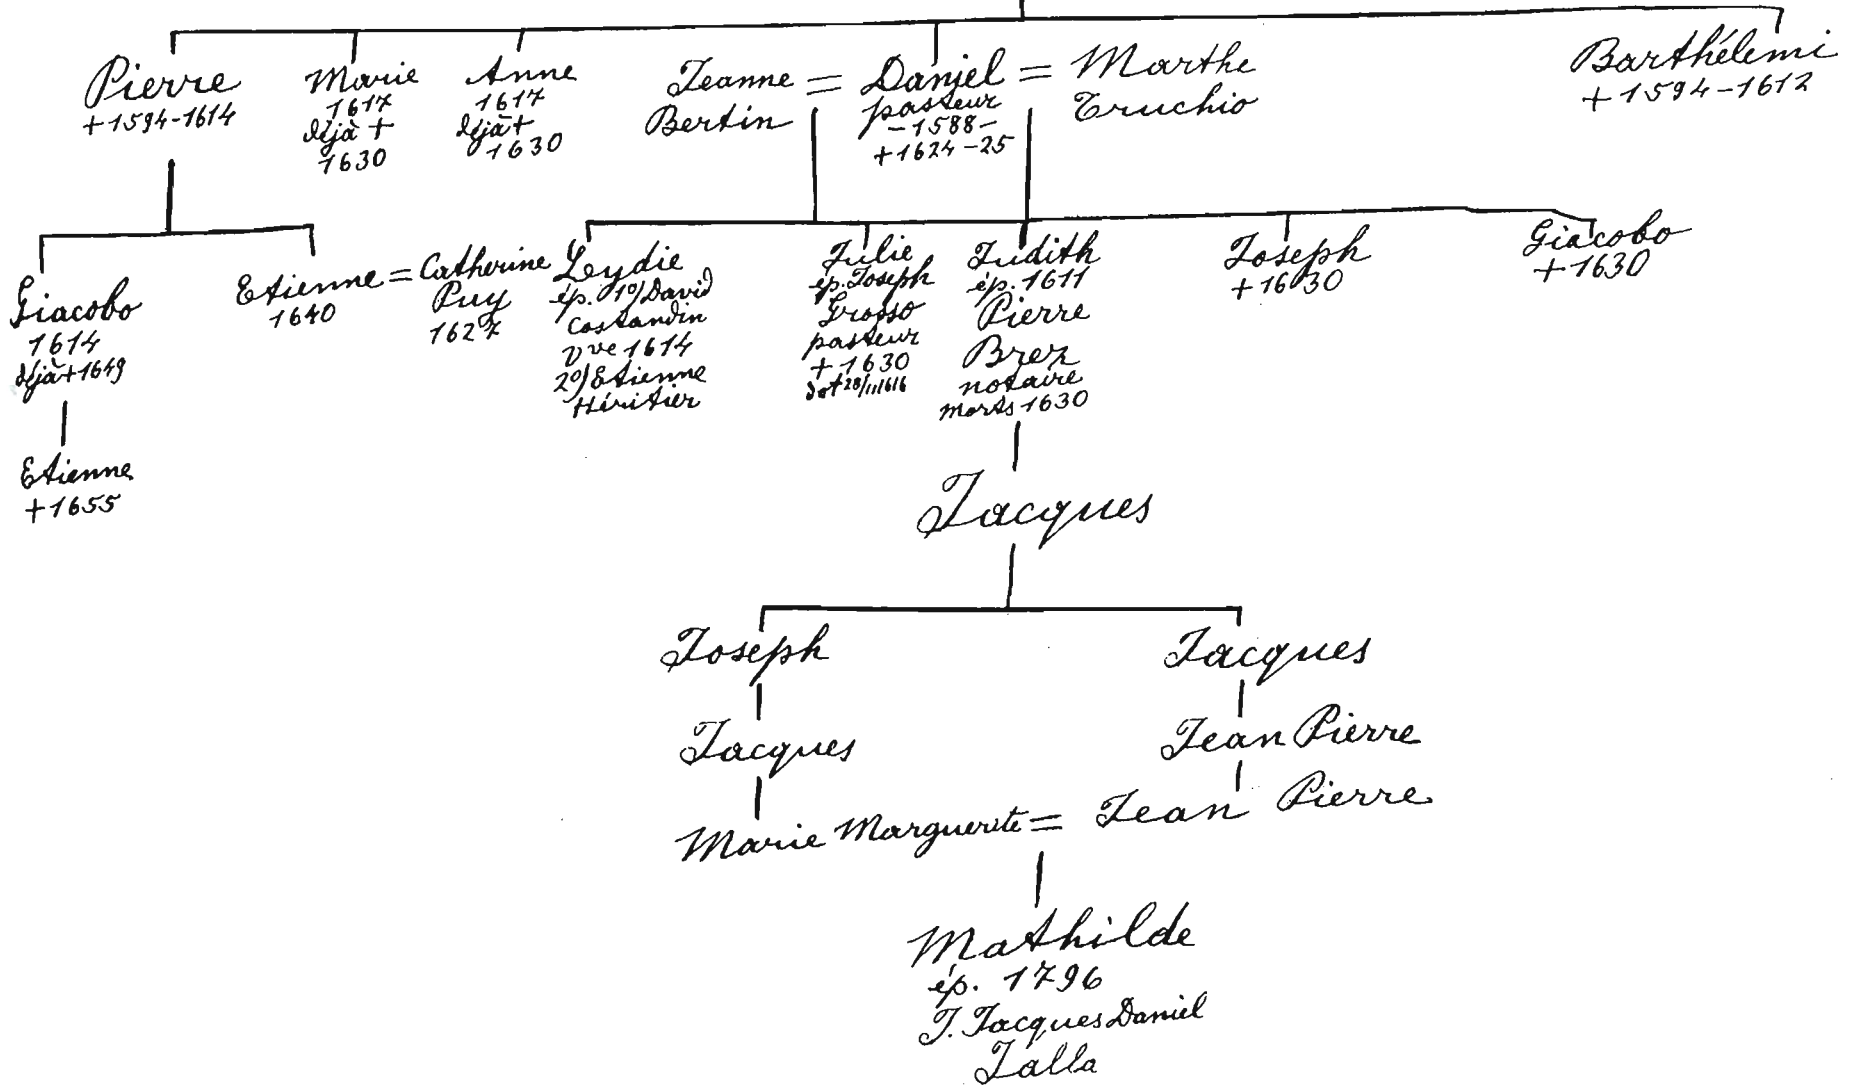 Pierre
+1594-1614
Marie
1617
déjà +
1630
Anne
1617
déjà +
1630
Jeanne
Bertin
=
Daniel
pasteur
-1588-
+1624-25
=
Marthe
Truchio
Barthélemi
+1594-1612
Giacobo
1614
déjà+1649
Etienne
+1655
Etienne =
1640
Catherine
Puy
1627
Leydie
ép. 1º/David
Costandin
vve 1614
2º/Etienne
Héritier
Julie
ép. Joseph
Grosso
pasteur
+1630
dot 28/11/1616
Judith
ép. 1611
Pierre
Brez
notaire
morts 1630
Joseph
+1630
Giacobo
+1630
Jacques
Joseph
Jacques
Jacques
Jean Pierre
Marie Marguerite = Jean Pierre
Mathilde
ép. 1796
J. Jacques Daniel
Jalla